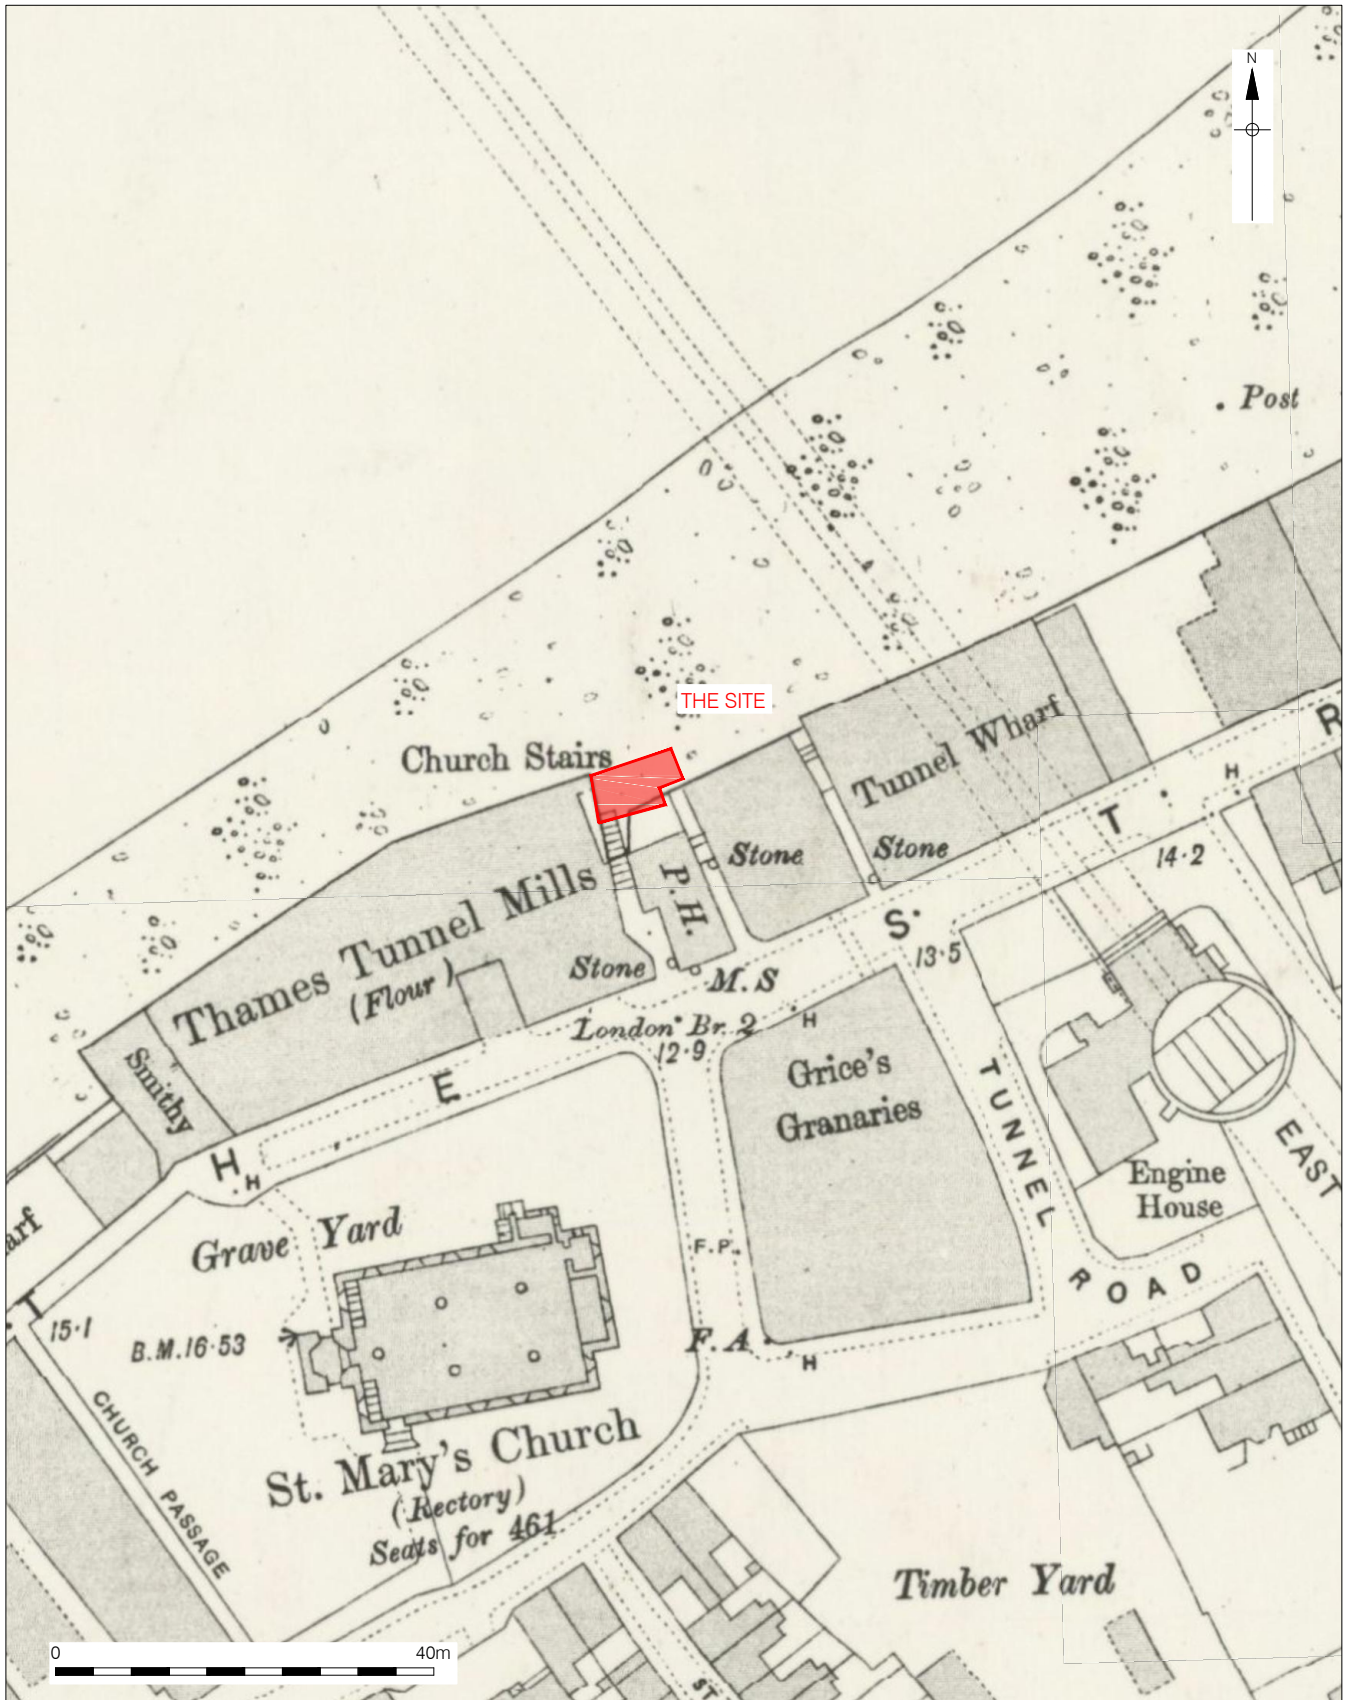 N
Post
THE SITE
Church Stairs
Tunnel Wharf
R
H
T
14·2
Stone
Stone
P.H.
Thames Tunnel Mills
(Flour)
S
13·5
Stone
M.S
London Br. 2
12·9
H
Smithy
E
Grice's
Granaries
TUNNEL
H
H
EAST
Engine
House
arf
Grave Yard
F.P.
ROAD
T
15·1
B.M.16·53
F.A
H
CHURCH PASSAGE
St. Mary's Church
(Rectory)
Seats for 461
Timber Yard
0 40m
ST